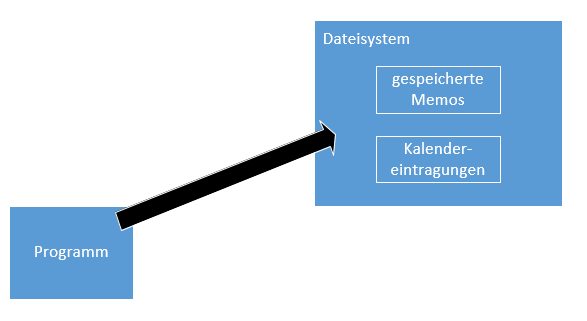 Dateisystem
gespeicherte
Memos
Kalender-
eintragungen
Programm